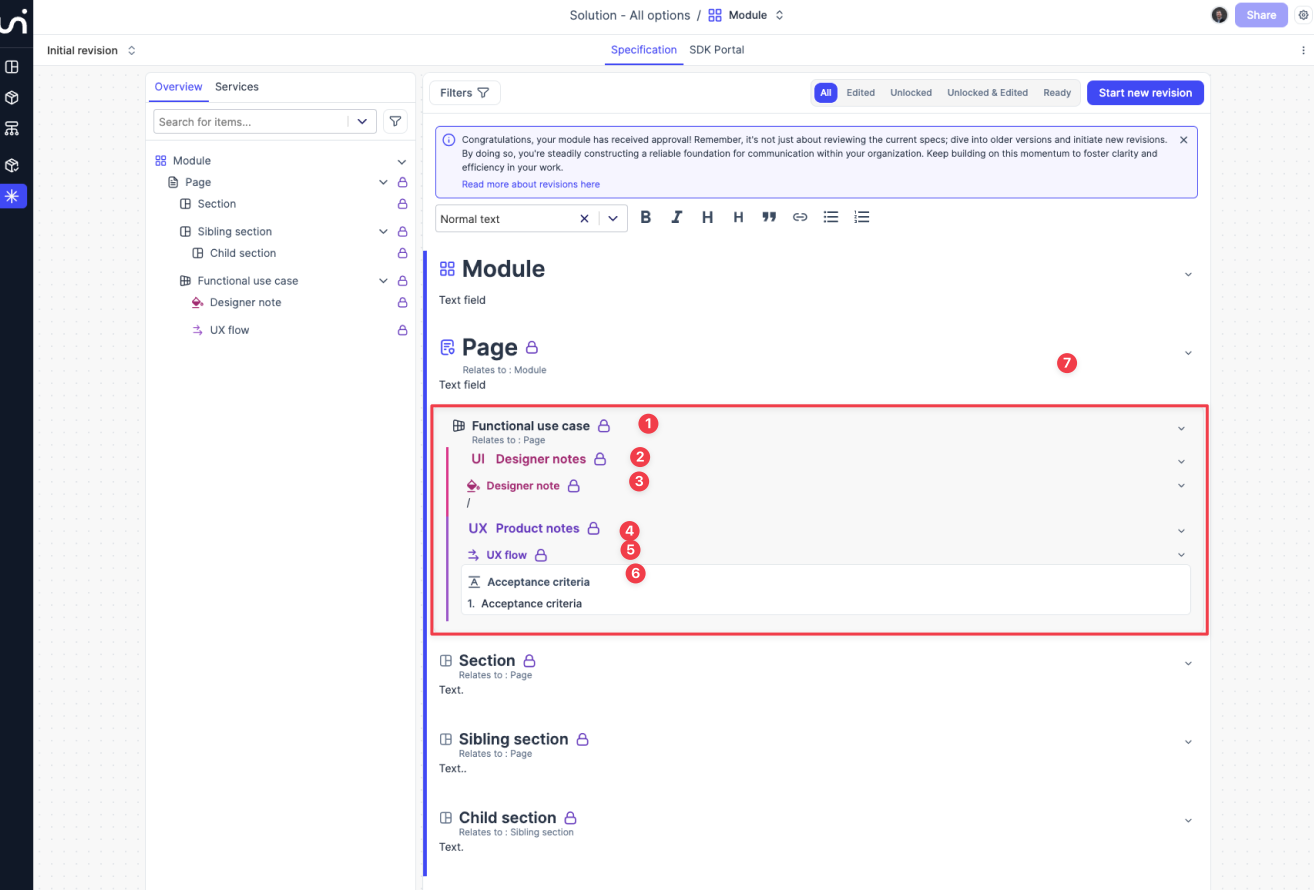 Solution - All options / Module
Share
Initial revision
Specification SDK Portal
Overview Services
Search for items...
Module
Page
Section
Sibling section
Child section
Functional use case
Designer note
UX flow
Filters
All Edited Unlocked Unlocked & Edited Ready
Start new revision
Congratulations, your module has received approval! Remember, it's not just about reviewing the current specs; dive into older versions and initiate new revisions.
By doing so, you're steadily constructing a reliable foundation for communication within your organization. Keep building on this momentum to foster clarity and
efficiency in your work.
Read more about revisions here
Normal text
B I H H
Module
Text field
Page
Relates to : Module
7
Text field
Functional use case 1
Relates to : Page
UI Designer notes 2
Designer note 3
/
UX Product notes 4
UX flow 5
6
Acceptance criteria
1. Acceptance criteria
Section
Relates to : Page
Text.
Sibling section
Relates to : Page
Text..
Child section
Relates to : Sibling section
Text.